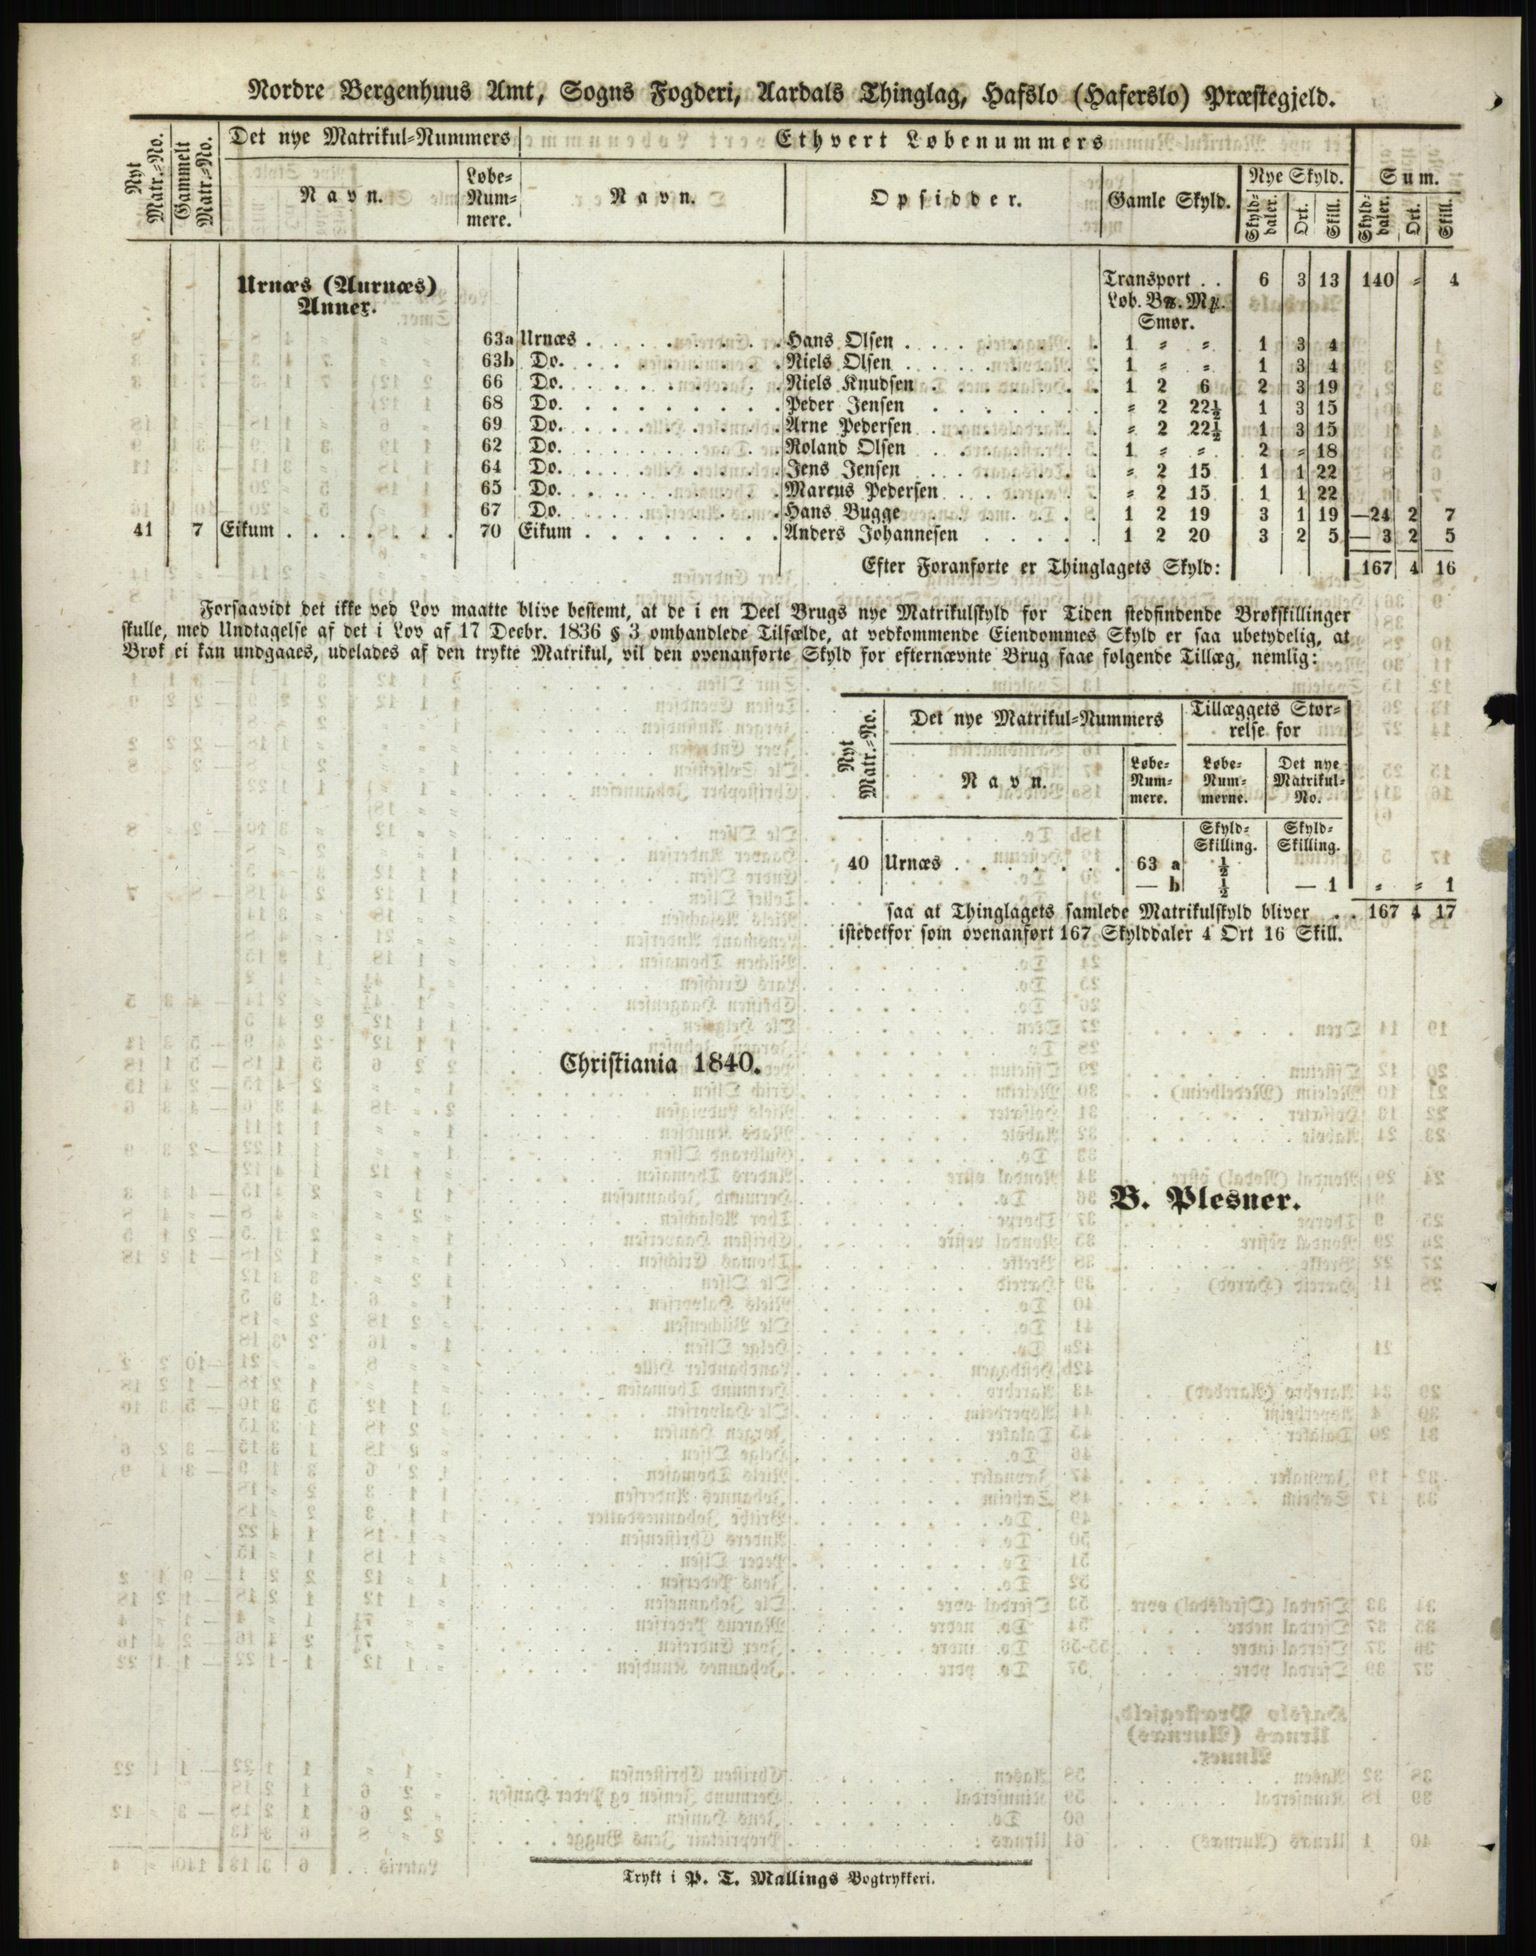 Nordre Bergenhuus Amt, Sogns Fogderi, Aardals Thinglag, Hafslo (Haferslo) Præstegjeld.
Nyt Matr.-No. | Gammelt Matr.-No. | Det nye Matrikul-Nummers | Ethvert Løbenummers | Sum.
Navn. | Løbe-Num-mere. | Navn. | Opsidder. | Gamle Skyld. | Nye Skyld.
Skyld-daler. | Ort. | Skill. | Skyld-daler. | Ort. | Skill.
Urnæs (Aurnæs) Transport . . 6 3 13 140 „ 4
Annex. Løb. B℔. M℔.
Smør.
63a Urnæs . . . . . . . . . Hans Olsen . . . . . . . . . 1 „ „ 1 3 4
63b Do. . . . . . . . . . Niels Olsen . . . . . . . . . 1 „ „ 1 3 4
66 Do. . . . . . . . . . Niels Knudsen . . . . . . . 1 2 6 2 3 19
68 Do. . . . . . . . . . Peder Jensen . . . . . . . „ 2 22½ 1 3 15
69 Do. . . . . . . . . . Arne Pedersen . . . . . . . „ 2 22½ 1 3 15
62 Do. . . . . . . . . . Roland Olsen . . . . . . . 1 „ „ 2 „ 18
64 Do. . . . . . . . . . Jens Jensen . . . . . . . „ 2 15 1 1 22
65 Do. . . . . . . . . . Marcus Pedersen . . . . . . „ 2 15 1 1 22
67 Do. . . . . . . . . . Hans Bugge . . . . . . . 1 2 19 3 1 19 —24 2 7
41 7 Eikum . . . . . . . 70 Eikum . . . . . . . . . Anders Johannesen . . . . . 1 2 20 3 2 5 — 3 2 5
Efter Foranførte er Thinglagets Skyld: 167 4 16
Forsaavidt det ikke ved Lov maatte blive bestemt, at de i en Deel Brugs nye Matrikulskyld for Tiden stedfindende Brøkskillinger
skulle, med Undtagelse af det i Lov af 17 Decbr. 1836 § 3 omhandlede Tilfælde, at vedkommende Eiendommes Skyld er saa ubetydelig, at
Brøk ei kan undgaaes, udelades af den trykte Matrikul, vil den ovenanførte Skyld for efternævnte Brug faae følgende Tillæg, nemlig:
Nyt Matr.-No. | Det nye Matrikul-Nummers | Tillæggets Stør-relse for
Navn. | Løbe-Num-mere. | Løbe-Num-merne. | Det nye Matrikul-No.
Skyld-Skilling. | Skyld-Skilling.
40 Urnæs . . . . . . . 63 a ½
— b ½ — 1 „ „ 1
saa at Thinglagets samlede Matrikulskyld bliver . . 167 4 17
istedetfor som ovenanført 167 Skylddaler 4 Ort 16 Skill.
Christiania 1840.
B. Plesner.
Trykt i P. T. Mallings Bogtrykkeri.